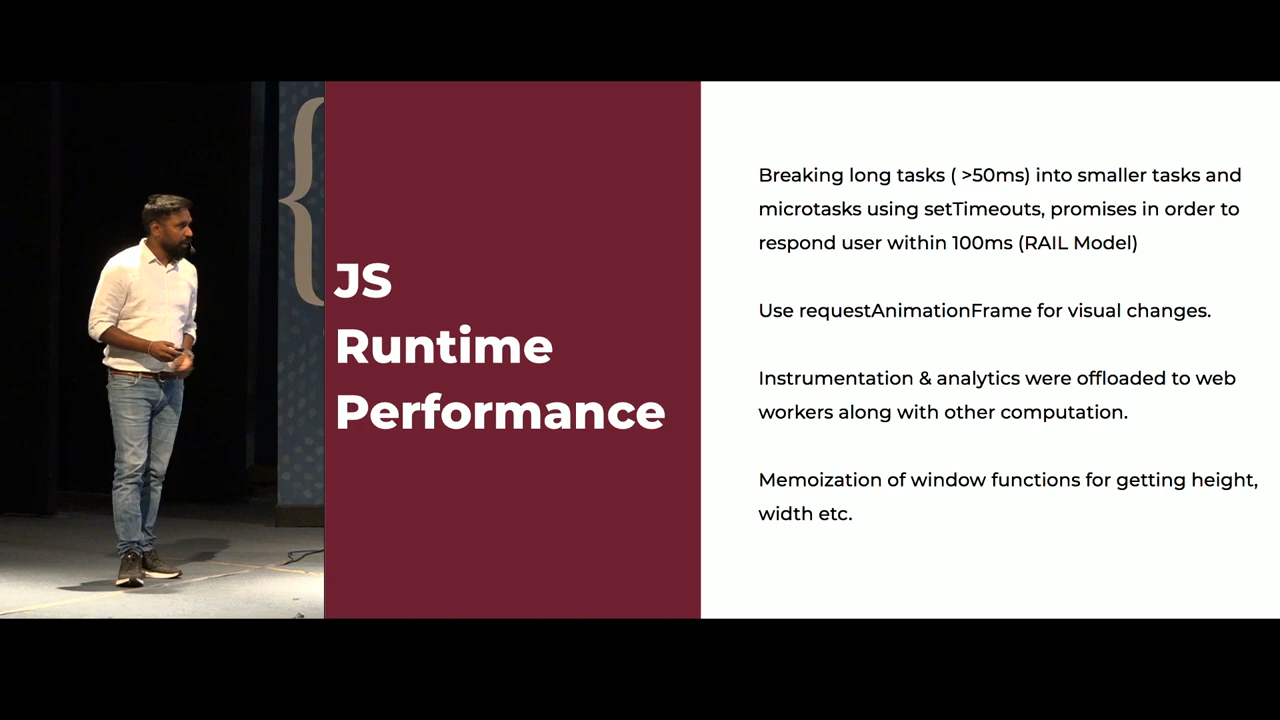 JS
Runtime
Performance
Breaking long tasks ( >50ms) into smaller tasks and
microtasks using setTimeouts, promises in order to
respond user within 100ms (RAIL Model)
Use requestAnimationFrame for visual changes.
Instrumentation & analytics were offloaded to web
workers along with other computation.
Memoization of window functions for getting height,
width etc.